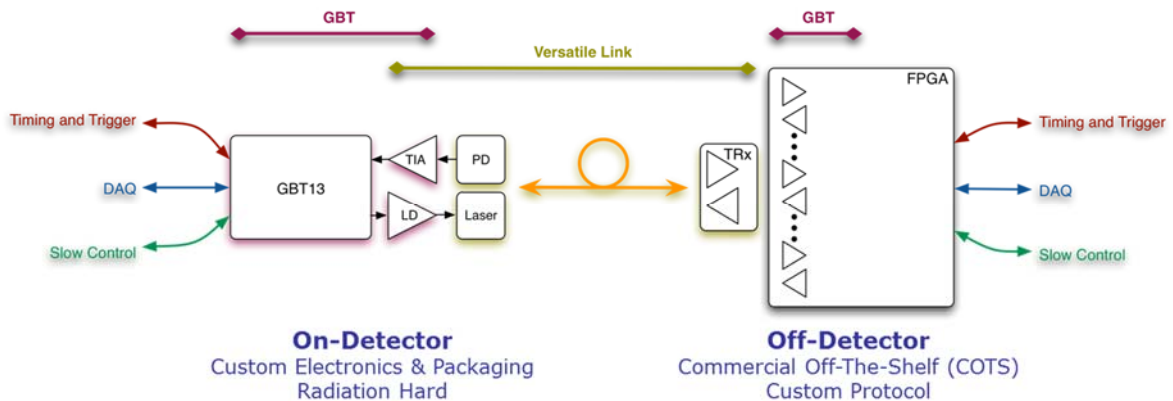 GBT
GBT
Versatile Link
FPGA
Timing and Trigger
DAQ
Slow Control
GBT13
TIA
PD
LD
Laser
TRx
Timing and Trigger
DAQ
Slow Control
On-Detector
Custom Electronics & Packaging
Radiation Hard
Off-Detector
Commercial Off-The-Shelf (COTS)
Custom Protocol